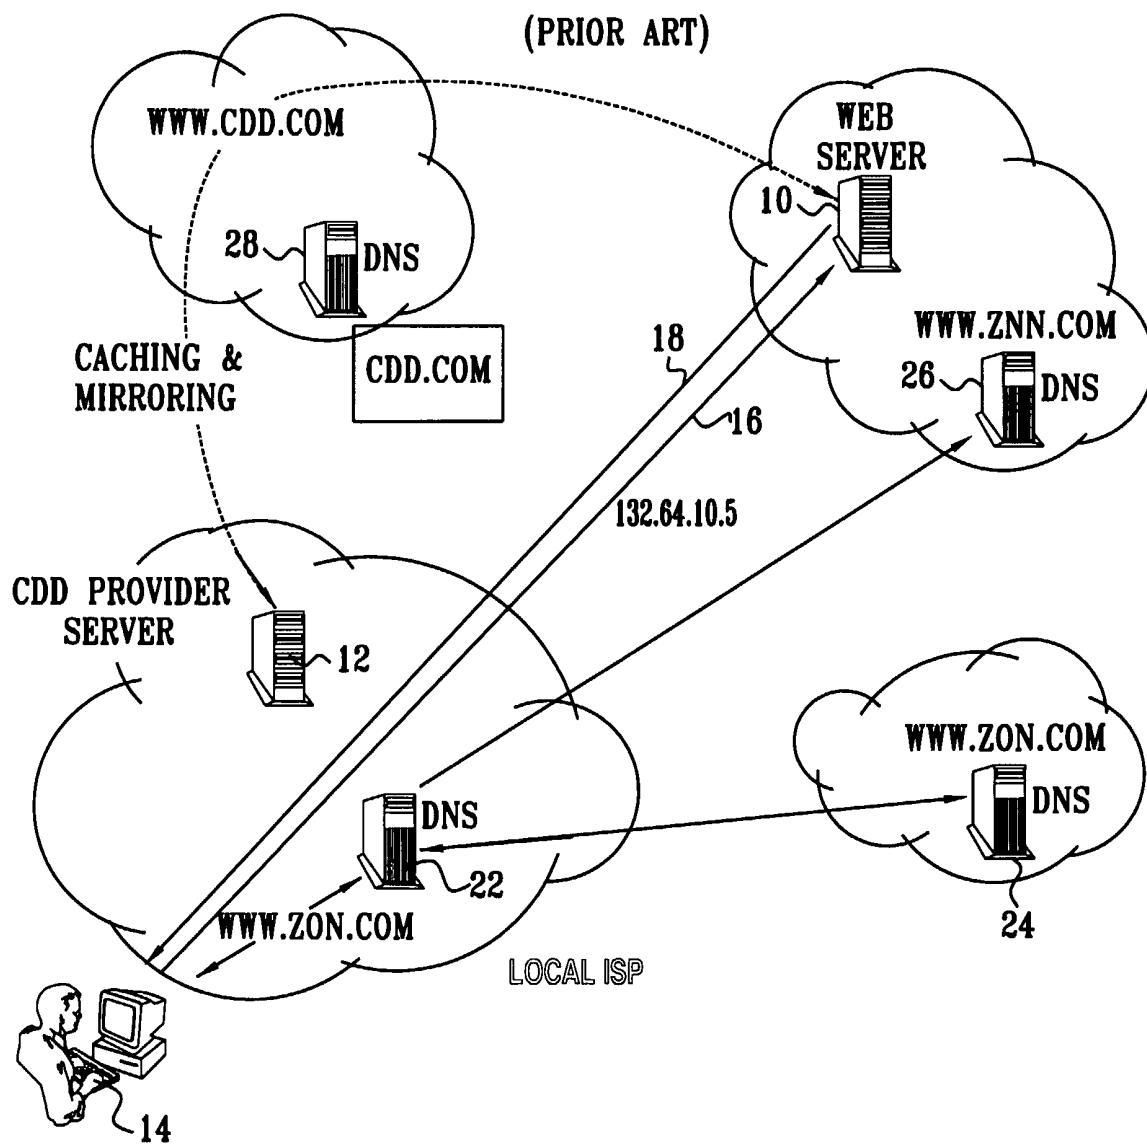 (PRIOR ART)
WWW.CDD.COM
WEB
SERVER
10
28
DNS
WWW.ZNN.COM
CACHING &
MIRRORING
CDD.COM
18
26
DNS
16
132.64.10.5
CDD PROVIDER
SERVER
12
WWW.ZON.COM
DNS
DNS
22
24
WWW.ZON.COM
LOCAL ISP
14